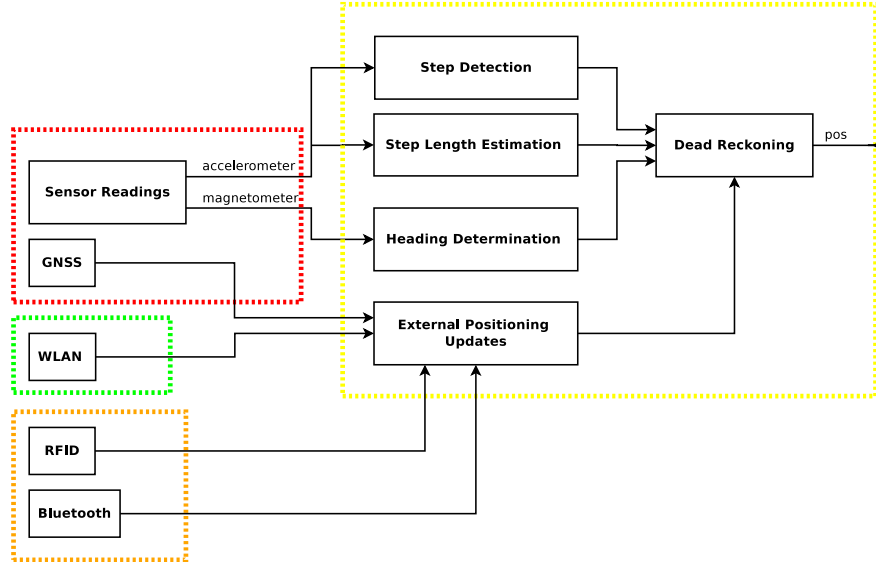 Step Detection
Step Length Estimation
Dead Reckoning
pos
accelerometer
Sensor Readings
magnetometer
Heading Determination
GNSS
External Positioning
Updates
WLAN
RFID
Bluetooth